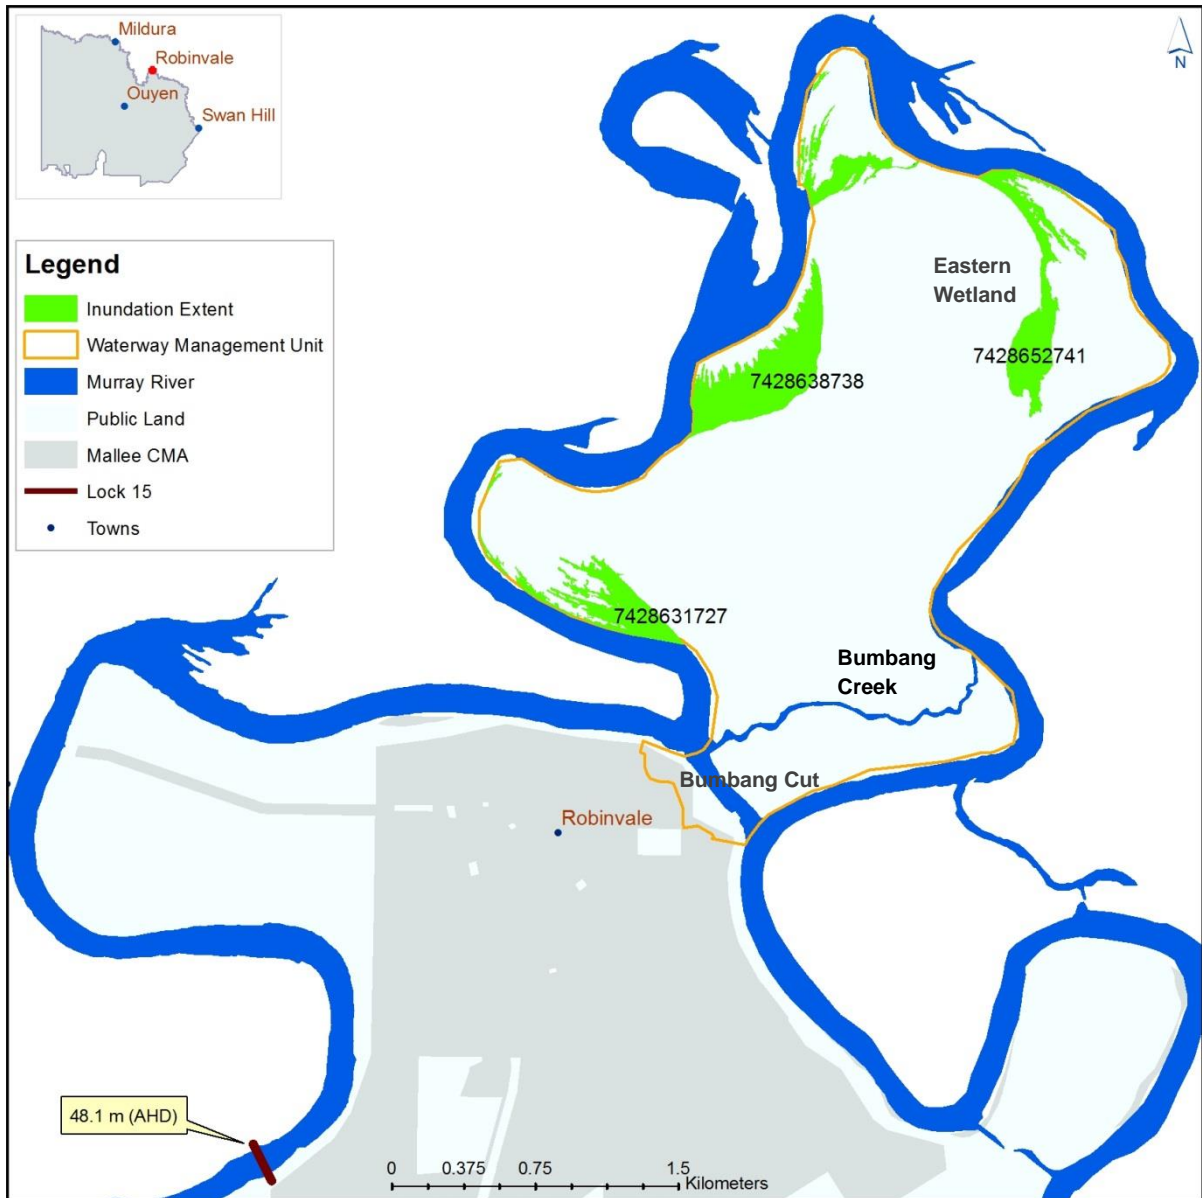 Mildura
Robinvale
Ouyen
Swan Hill
N
Legend
Inundation Extent
Waterway Management Unit
Murray River
Public Land
Mallee CMA
Lock 15
Towns
Eastern
Wetland
7428652741
7428638738
7428631727
Bumbang
Creek
Bumbang Cut
Robinvale
48.1 m (AHD)
0 0.375 0.75 1.5
Kilometers